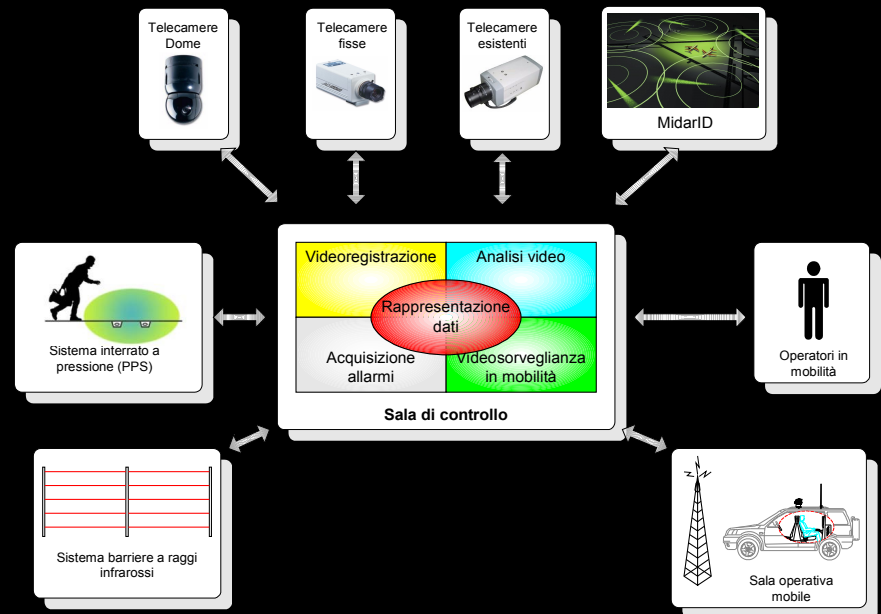 Telecamere
Dome
Telecamere
fisse
Telecamere
esistenti
MidarID
Videoregistrazione
Analisi video
Rappresentazione
dati
Acquisizione
allarmi
Videosorveglianza
in mobilità
Sala di controllo
Sistema interrato a
pressione (PPS)
Operatori in
mobilità
Sistema barriere a raggi
infrarossi
Sala operativa
mobile